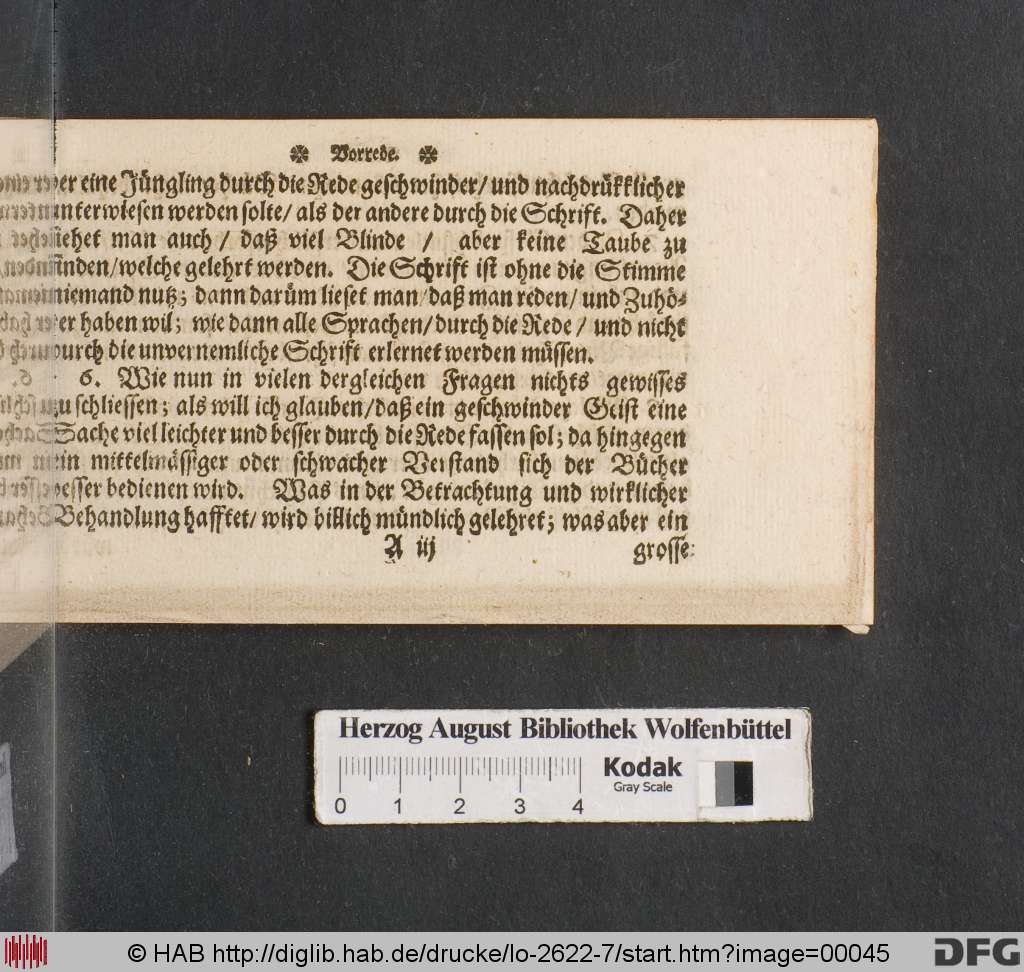 ❉ Vorrede. ❉
der eine Jüngling durch die Rede geschwinder/ und nachdrükklicher
unterwiesen werden solte/ als der andere durch die Schrift. Daher
siehet man auch / daß viel Blinde / aber keine Taube zu
finden/welche gelehrt werden. Die Schrift ist ohne die Stimme
niemand nutz; dann darüm lieset man/daß man reden/ und Zuhö-
rer haben wil; wie dann alle Sprachen/durch die Rede/ und nicht
durch die unvernemliche Schrift erlernet werden müssen.
6. Wie nun in vielen dergleichen Fragen nichts gewisses
zu schliessen; als will ich glauben/daß ein geschwinder Geist eine
Sache viel leichter und besser durch die Rede fassen sol; da hingegen
ein mittelmässiger oder schwacher Verstand sich der Bücher
besser bedienen wird. Was in der Betrachtung und wirklicher
Behandlung hafftet/ wird billich mündlich gelehret; was aber ein
A iij grosse:
Herzog August Bibliothek Wolfenbüttel
0 1 2 3 4
Kodak
Gray Scale
© HAB http://diglib.hab.de/drucke/lo-2622-7/start.htm?image=00045
DFG